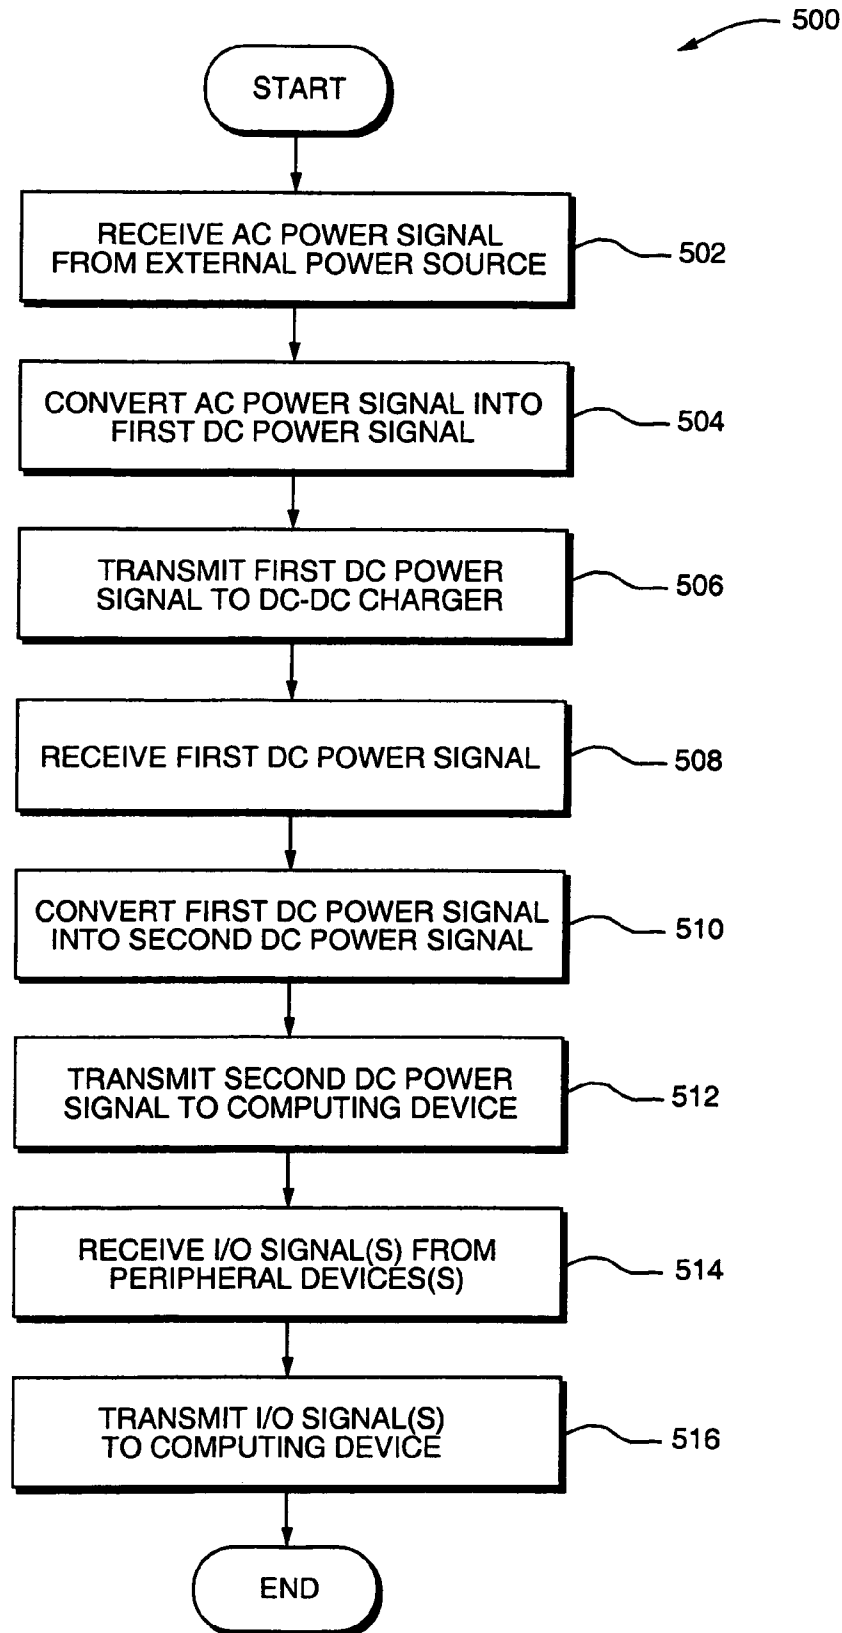 500
START
RECEIVE AC POWER SIGNAL
FROM EXTERNAL POWER SOURCE
502
CONVERT AC POWER SIGNAL INTO
FIRST DC POWER SIGNAL
504
TRANSMIT FIRST DC POWER
SIGNAL TO DC-DC CHARGER
506
RECEIVE FIRST DC POWER SIGNAL
508
CONVERT FIRST DC POWER SIGNAL
INTO SECOND DC POWER SIGNAL
510
TRANSMIT SECOND DC POWER
SIGNAL TO COMPUTING DEVICE
512
RECEIVE I/O SIGNAL(S) FROM
PERIPHERAL DEVICES(S)
514
TRANSMIT I/O SIGNAL(S)
TO COMPUTING DEVICE
516
END